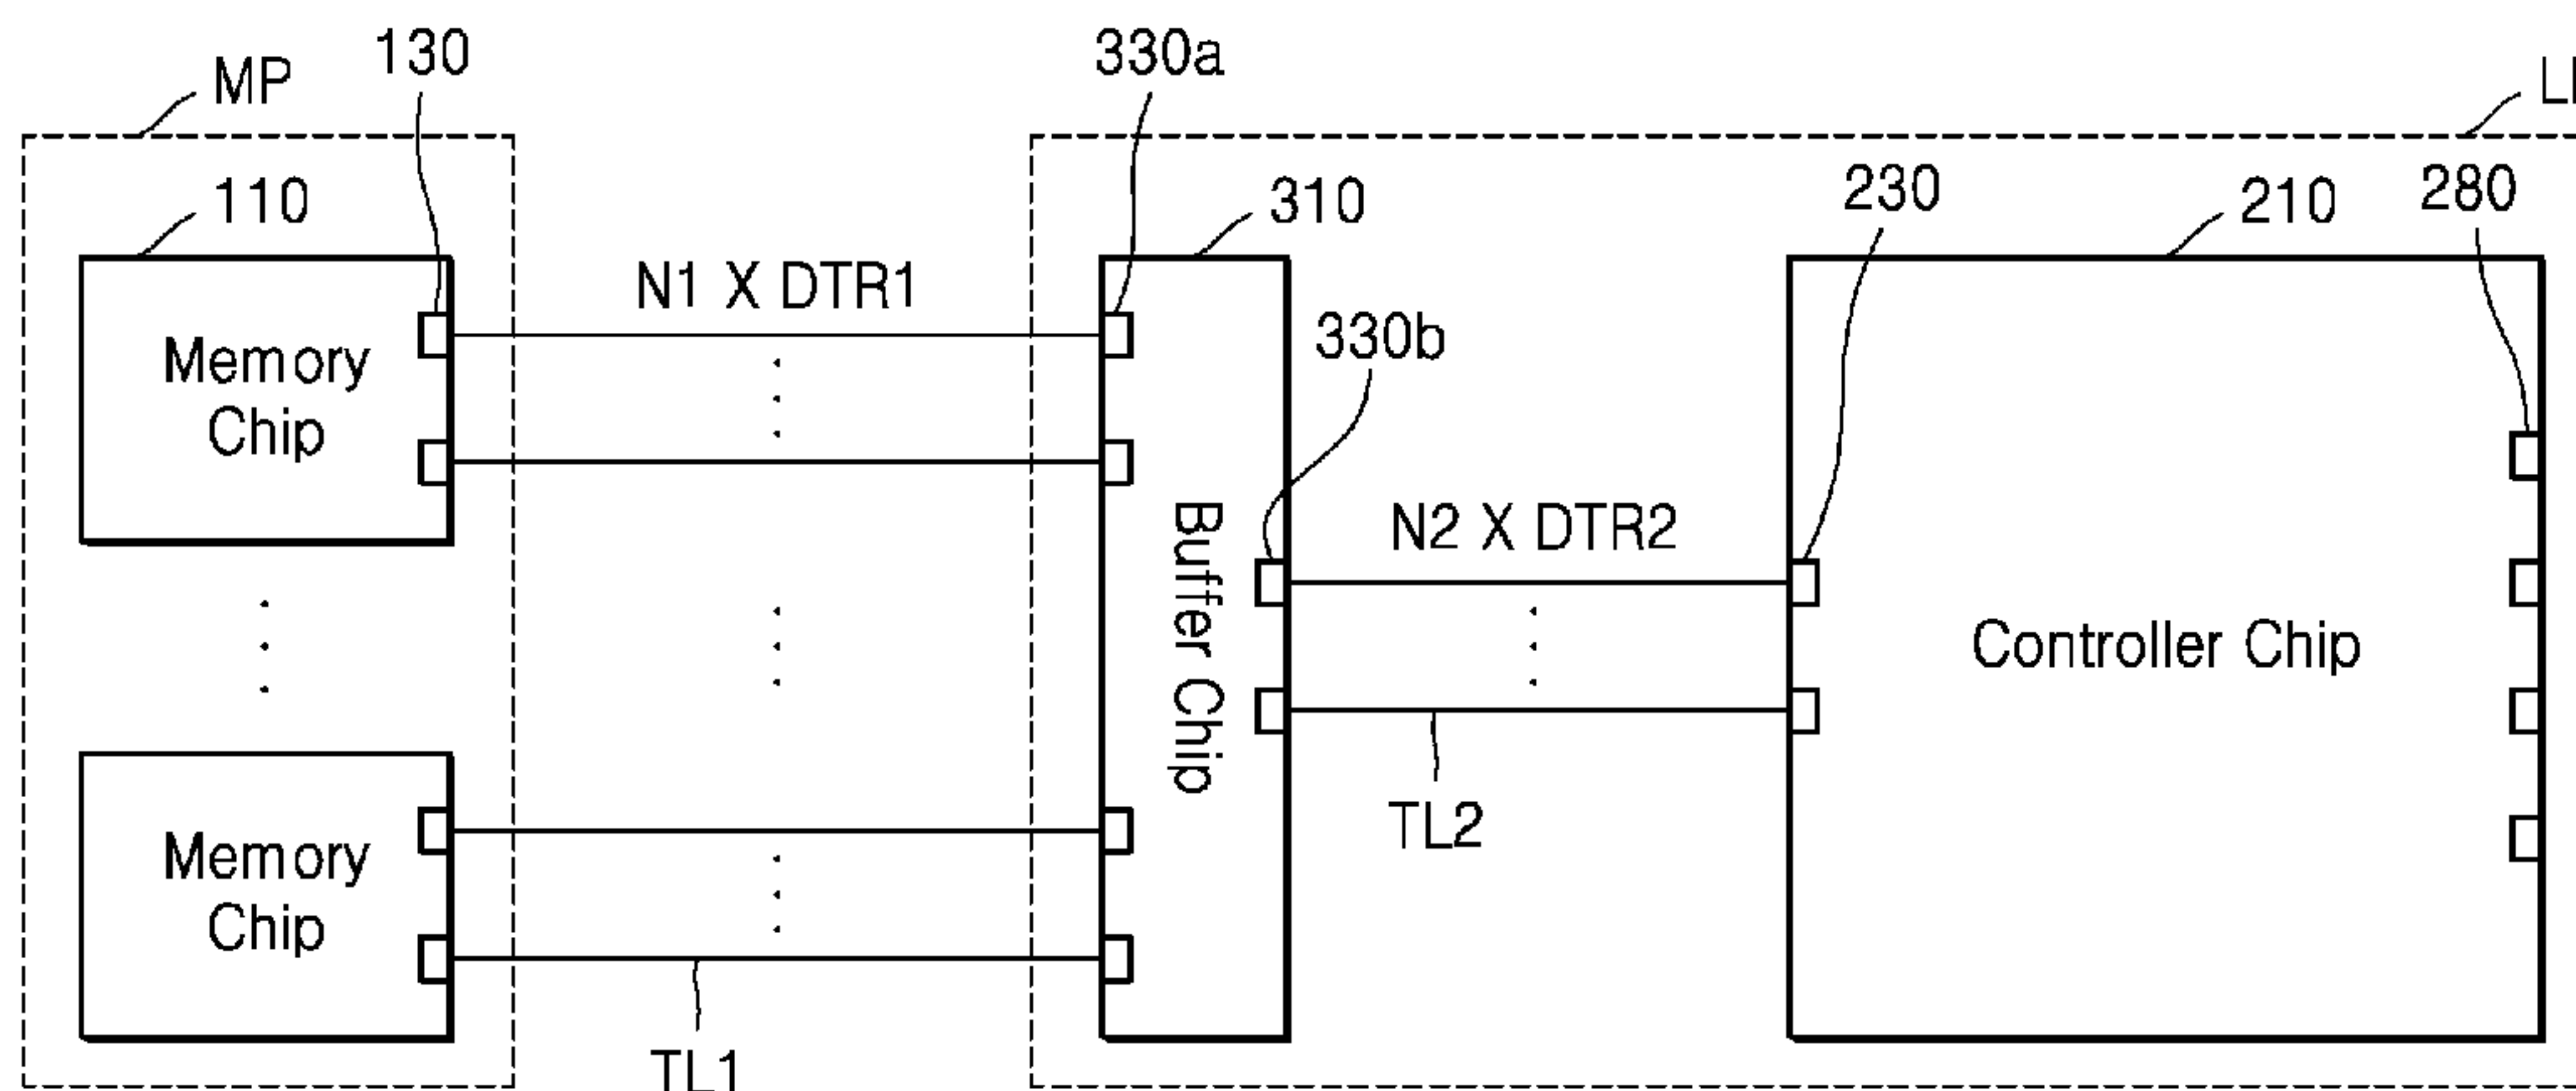 MP
130
330a
110
310
230
210
280
N1 X DTR1
330b
Memory
Chip
Buffer Chip
N2 X DTR2
Controller Chip
TL2
Memory
Chip
TL1